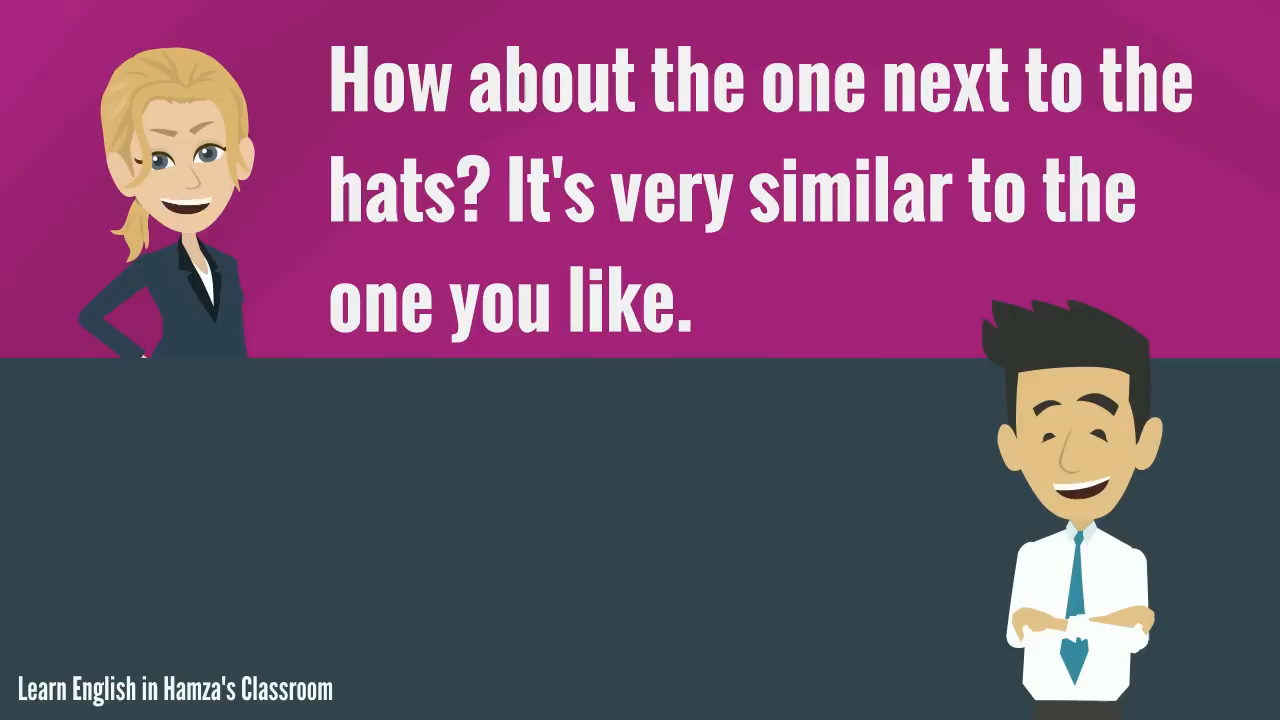 How about the one next to the
hats? It's very similar to the
one you like.
Learn English in Hamza's Classroom